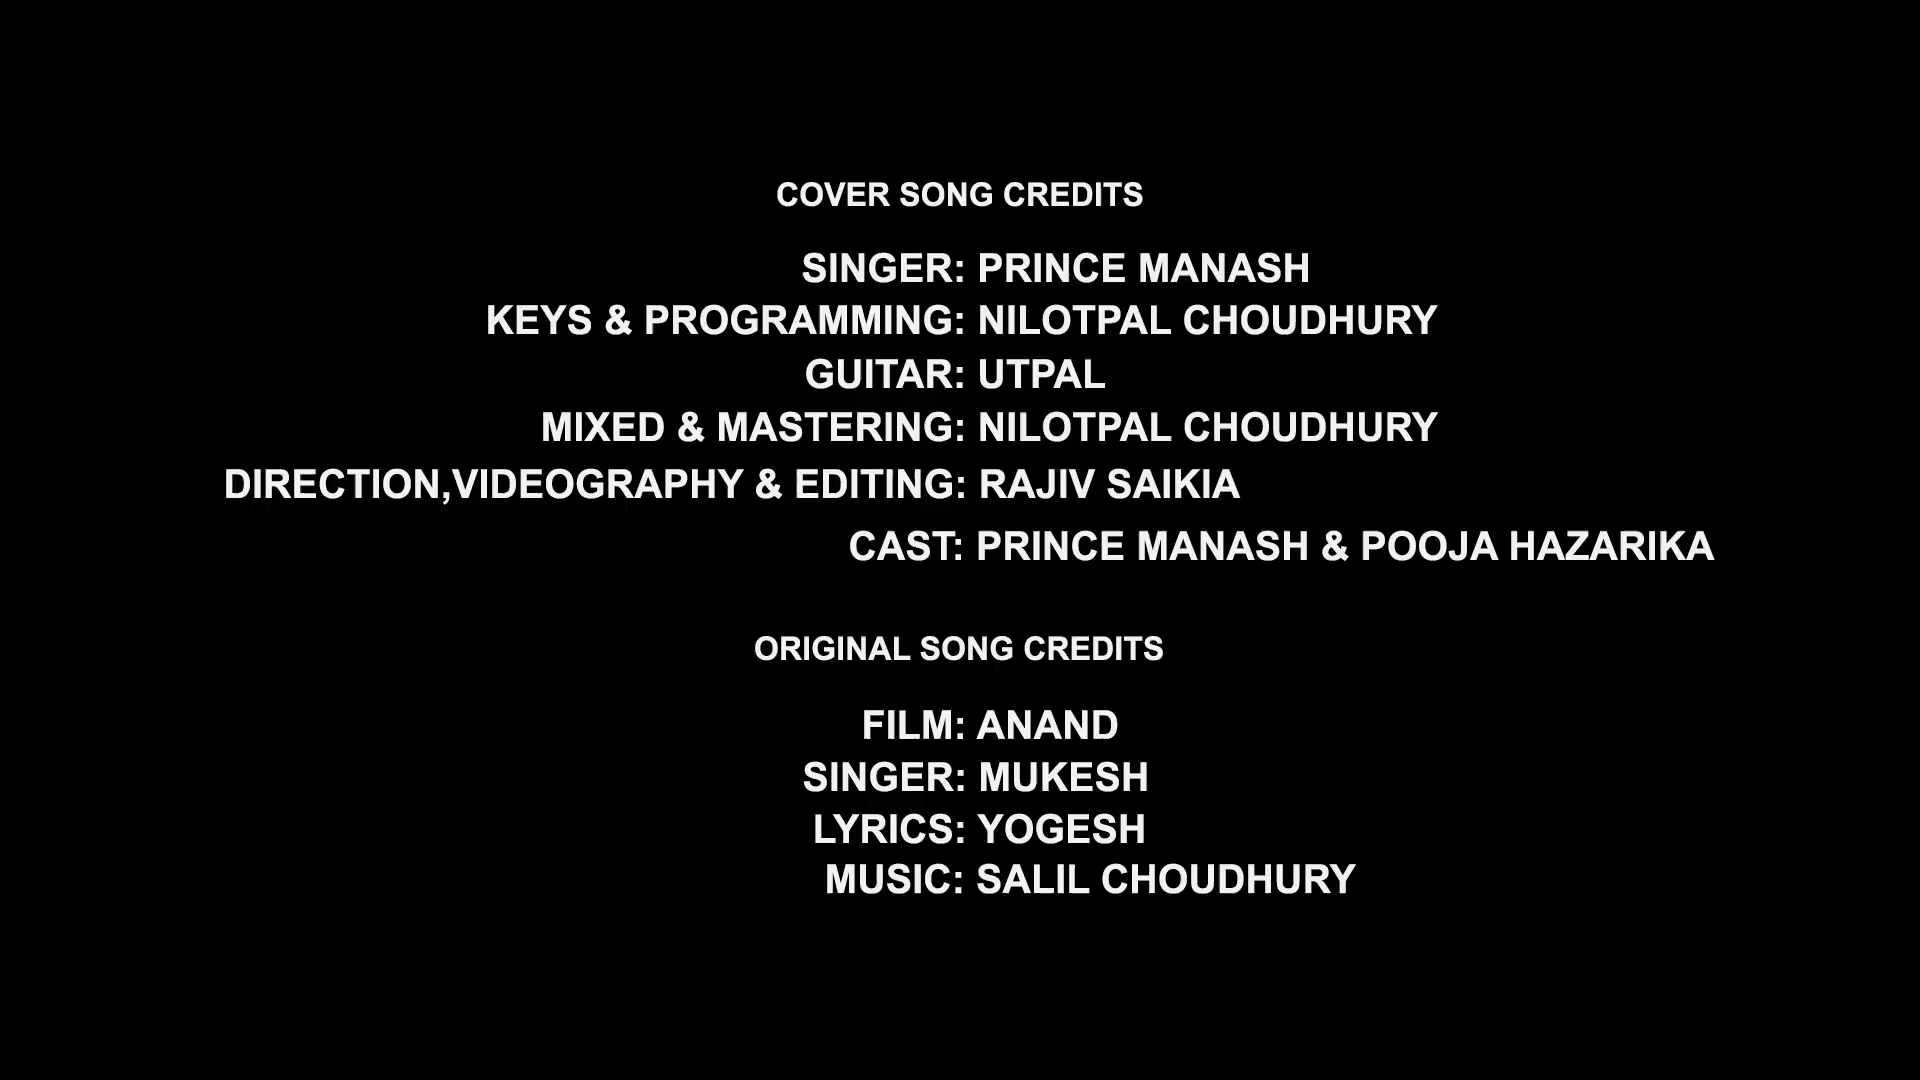 COVER SONG CREDITS
SINGER: PRINCE MANASH
KEYS & PROGRAMMING: NILOTPAL CHOUDHURY
GUITAR: UTPAL
MIXED & MASTERING: NILOTPAL CHOUDHURY
DIRECTION,VIDEOGRAPHY & EDITING: RAJIV SAIKIA
CAST: PRINCE MANASH & POOJA HAZARIKA
ORIGINAL SONG CREDITS
FILM: ANAND
SINGER: MUKESH
LYRICS: YOGESH
MUSIC: SALIL CHOUDHURY